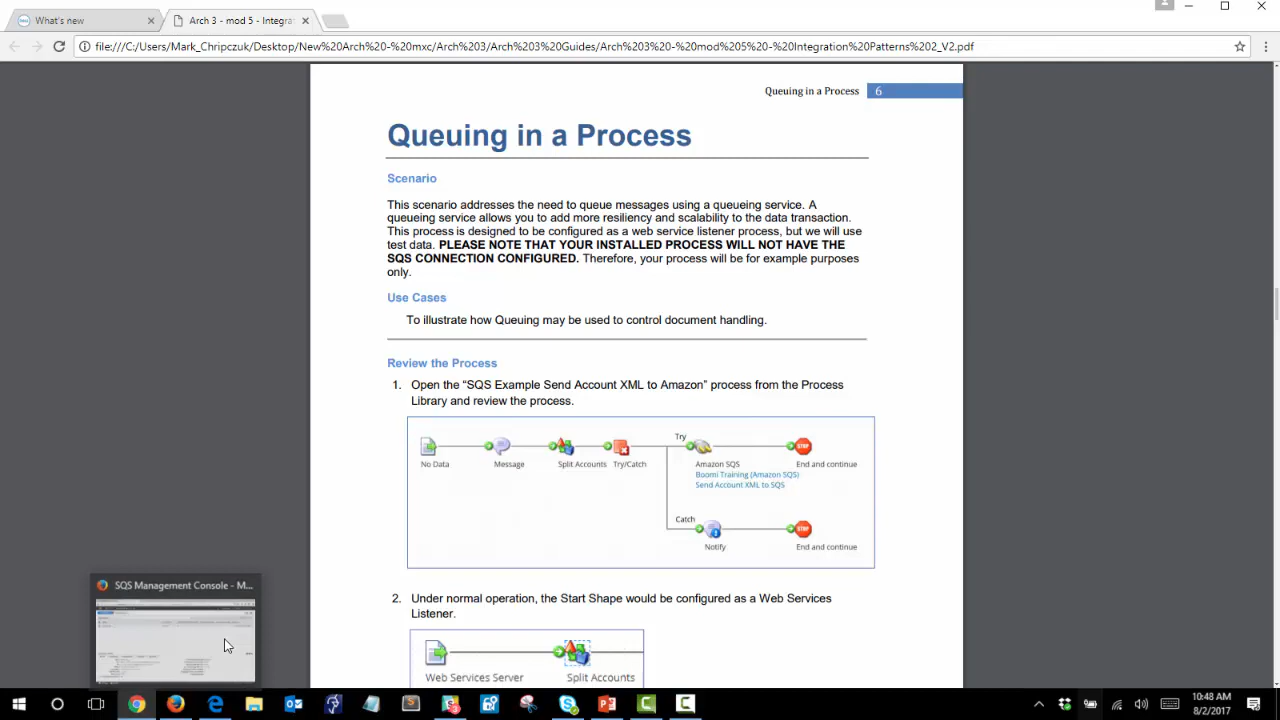 What's new
Arch 3 - mod 5 - Integra
file:///C:/Users/Mark_Chripczuk/Desktop/New%20Arch%20-%20mxc/Arch%203/Arch%203%20Guides/Arch%203%20-%20mod%205%20-%20Integration%20Patterns%202_V2.pdf
Queuing in a Process 6
Queuing in a Process
Scenario
This scenario addresses the need to queue messages using a queueing service. A
queueing service allows you to add more resiliency and scalability to the data transaction.
This process is designed to be configured as a web service listener process, but we will use
test data. PLEASE NOTE THAT YOUR INSTALLED PROCESS WILL NOT HAVE THE
SQS CONNECTION CONFIGURED. Therefore, your process will be for example purposes
only.
Use Cases
To illustrate how Queuing may be used to control document handling.
Review the Process
1. Open the “SQS Example Send Account XML to Amazon” process from the Process
Library and review the process.
Try
STOP
No Data Message Split Accounts Try/Catch Amazon SQS End and continue
Boomi Training (Amazon SQS)
Send Account XML to SQS
Catch
STOP
Notify End and continue
SQS Management Console - M...
2. Under normal operation, the Start Shape would be configured as a Web Services
Listener.
Web Services Server Split Accounts
10:48 AM
8/2/2017